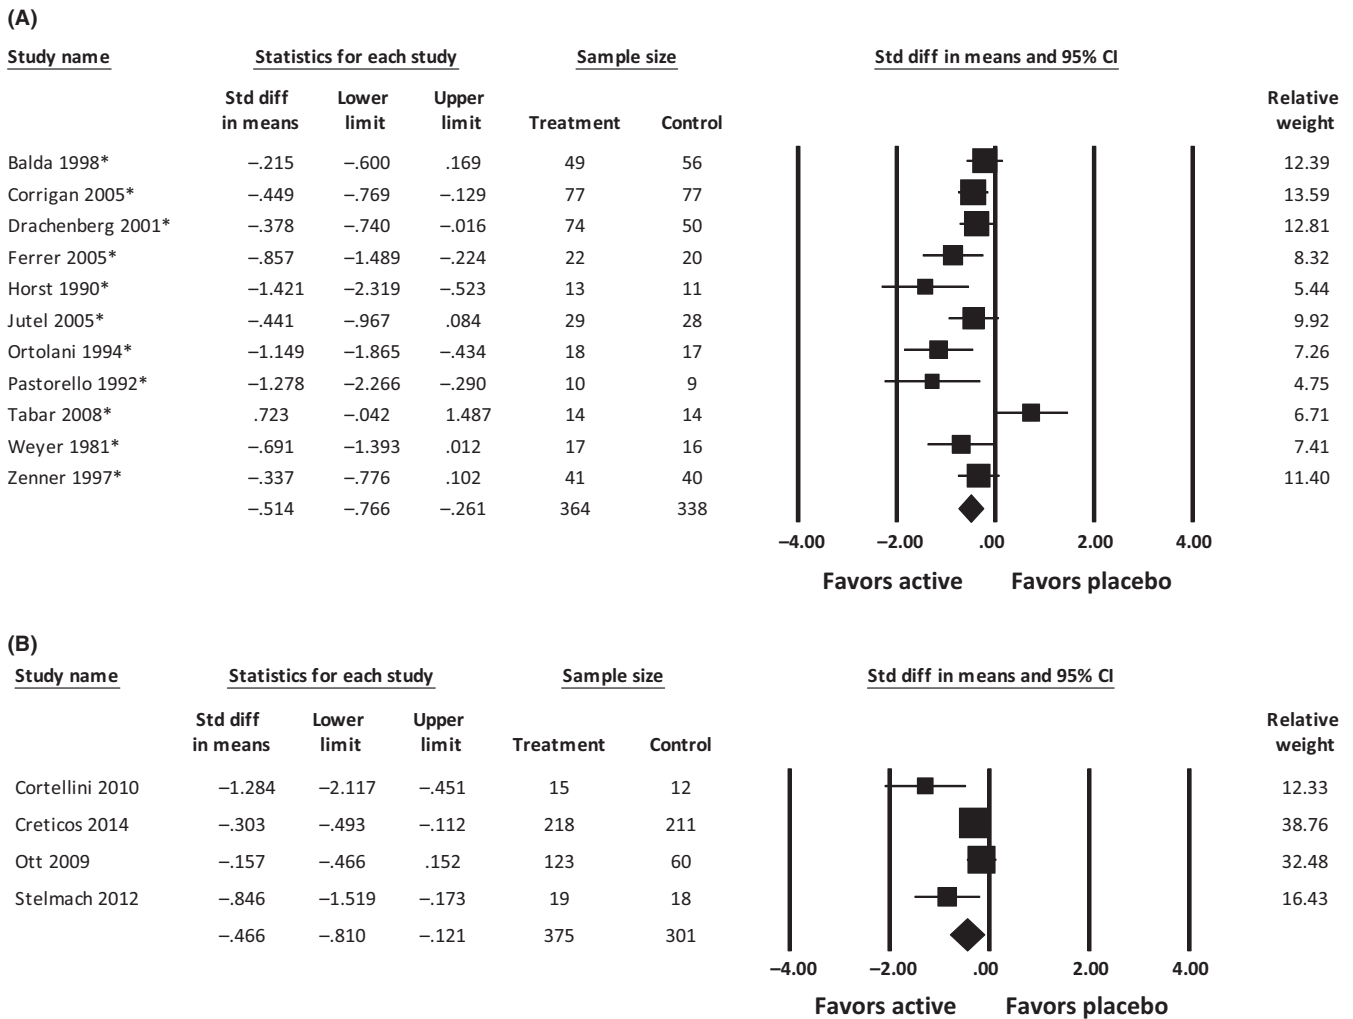 (A)
Study name Statistics for each study Sample size Std diff in means and 95% CI
Std diff Lower Upper Relative
in means limit limit Treatment Control weight
Balda 1998* –.215 –.600 .169 49 56 12.39
Corrigan 2005* –.449 –.769 –.129 77 77 13.59
Drachenberg 2001* –.378 –.740 –.016 74 50 12.81
Ferrer 2005* –.857 –1.489 –.224 22 20 8.32
Horst 1990* –1.421 –2.319 –.523 13 11 5.44
Jutel 2005* –.441 –.967 .084 29 28 9.92
Ortolani 1994* –1.149 –1.865 –.434 18 17 7.26
Pastorello 1992* –1.278 –2.266 –.290 10 9 4.75
Tabar 2008* .723 –.042 1.487 14 14 6.71
Weyer 1981* –.691 –1.393 .012 17 16 7.41
Zenner 1997* –.337 –.776 .102 41 40 11.40
–.514 –.766 –.261 364 338
–4.00 –2.00 .00 2.00 4.00
Favors active Favors placebo
(B)
Study name Statistics for each study Sample size Std diff in means and 95% CI
Std diff Lower Upper Relative
in means limit limit Treatment Control weight
Cortellini 2010 –1.284 –2.117 –.451 15 12 12.33
Creticos 2014 –.303 –.493 –.112 218 211 38.76
Ott 2009 –.157 –.466 .152 123 60 32.48
Stelmach 2012 –.846 –1.519 –.173 19 18 16.43
–.466 –.810 –.121 375 301
–4.00 –2.00 .00 2.00 4.00
Favors active Favors placebo